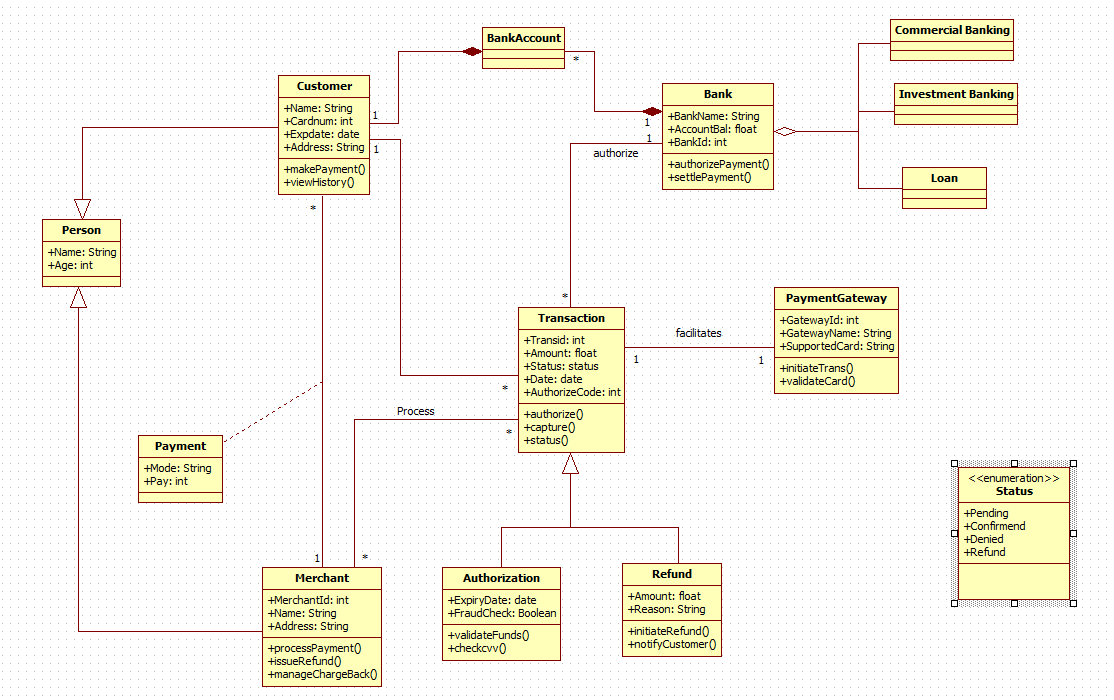 BankAccount
*
Commercial Banking
Customer
+Name: String
+Cardnum: int
+Expdate: date
+Address: String
+makePayment()
+viewHistory()
1
1
*
Bank
+BankName: String
+AccountBal: float
+BankId: int
+authorizePayment()
+settlePayment()
1
1
authorize
*
Investment Banking
Loan
Person
+Name: String
+Age: int
Transaction
+Transid: int
+Amount: float
+Status: status
+Date: date
+AuthorizeCode: int
+authorize()
+capture()
+status()
*
*
facilitates
1
1
PaymentGateway
+GatewayId: int
+GatewayName: String
+SupportedCard: String
+initiateTrans()
+validateCard()
Process
Payment
+Mode: String
+Pay: int
<<enumeration>>
Status
+Pending
+Confirmend
+Denied
+Refund
1
*
Merchant
+MerchantId: int
+Name: String
+Address: String
+processPayment()
+issueRefund()
+manageChargeBack()
Authorization
+ExpiryDate: date
+FraudCheck: Boolean
+validateFunds()
+checkcvv()
Refund
+Amount: float
+Reason: String
+initiateRefund()
+notifyCustomer()